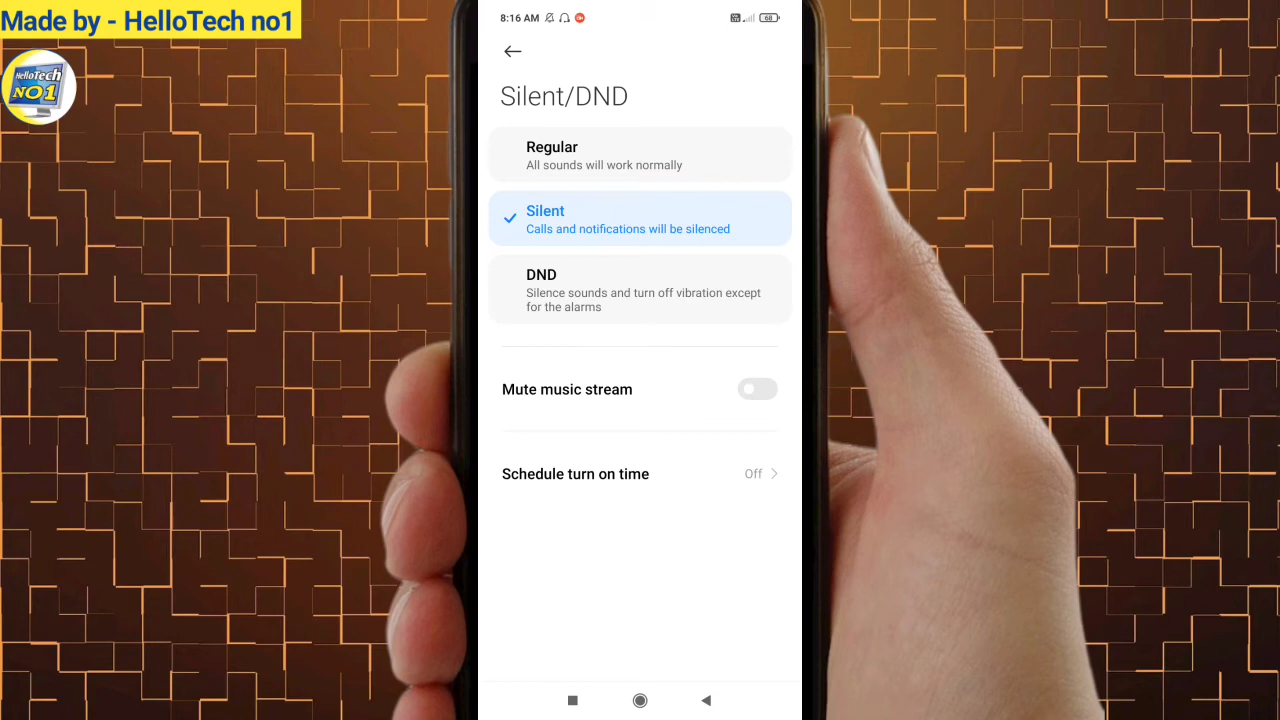 Made by - HelloTech no1
HelloTech
NO1
8:16 AM
68
Silent/DND
Regular
All sounds will work normally
Silent
Calls and notifications will be silenced
DND
Silence sounds and turn off vibration except
for the alarms
Mute music stream
Schedule turn on time
Off